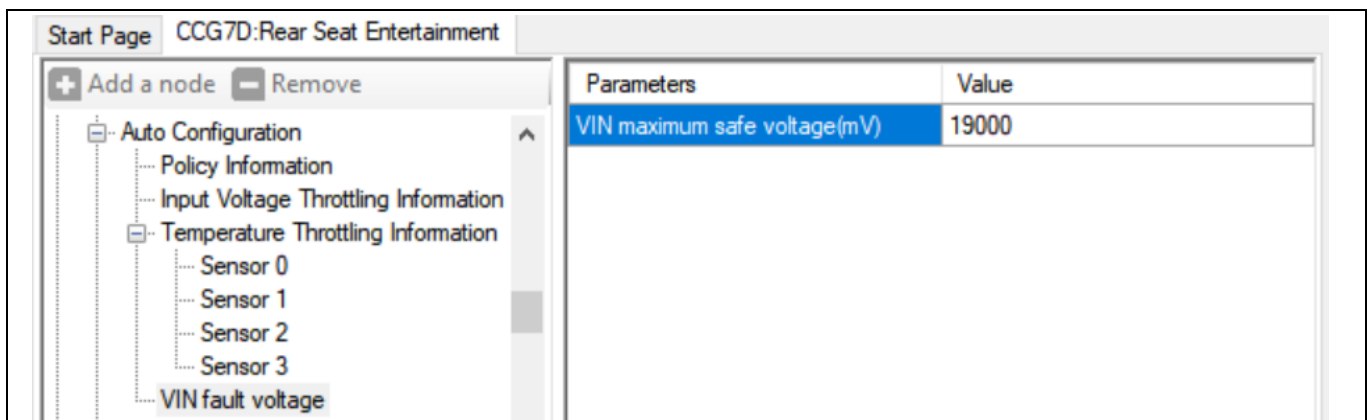 Start Page CCG7D:Rear Seat Entertainment
Add a node Remove
Auto Configuration
Policy Information
Input Voltage Throttling Information
Temperature Throttling Information
Sensor 0
Sensor 1
Sensor 2
Sensor 3
VIN fault voltage
Parameters Value
VIN maximum safe voltage(mV) 19000